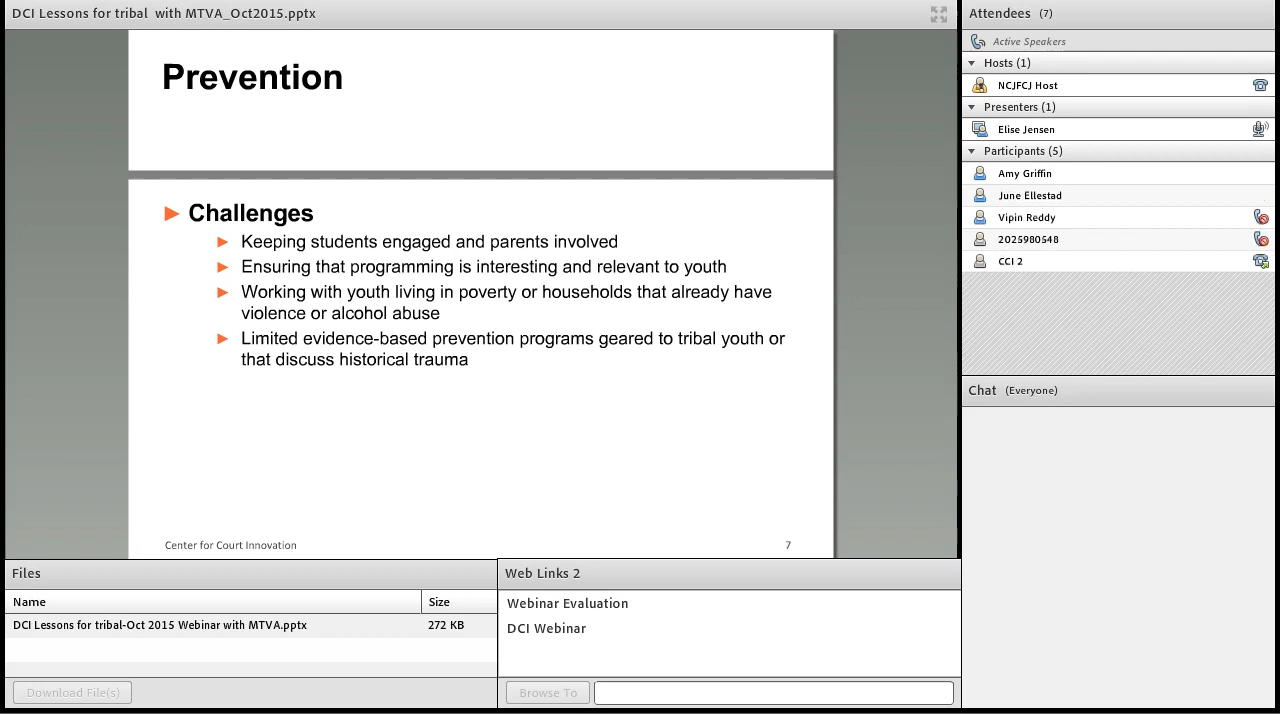 DCI Lessons for tribal with MTVA_Oct2015.pptx
Prevention
Challenges
Keeping students engaged and parents involved
Ensuring that programming is interesting and relevant to youth
Working with youth living in poverty or households that already have
violence or alcohol abuse
Limited evidence-based prevention programs geared to tribal youth or
that discuss historical trauma
Center for Court Innovation 7
Files
Name Size
DCI Lessons for tribal-Oct 2015 Webinar with MTVA.pptx 272 KB
Download File(s)
Web Links 2
Webinar Evaluation
DCI Webinar
Browse To
Attendees (7)
Active Speakers
Hosts (1)
NCJFCJ Host
Presenters (1)
Elise Jensen
Participants (5)
Amy Griffin
June Ellestad
Vipin Reddy
2025980548
CCI 2
Chat (Everyone)